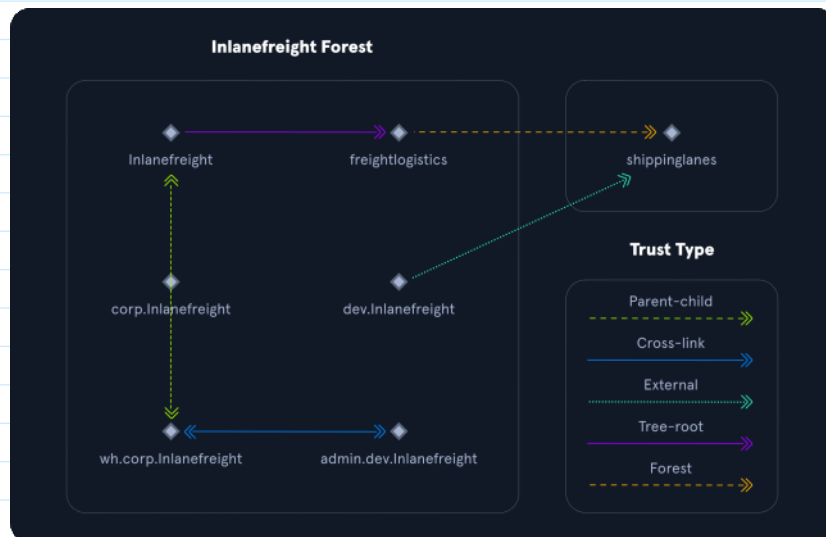 Inlanefreight Forest
Inlanefreight
freightlogistics
shippinglanes
corp.Inlanefreight
dev.Inlanefreight
wh.corp.Inlanefreight
admin.dev.Inlanefreight
Trust Type
Parent-child
Cross-link
External
Tree-root
Forest